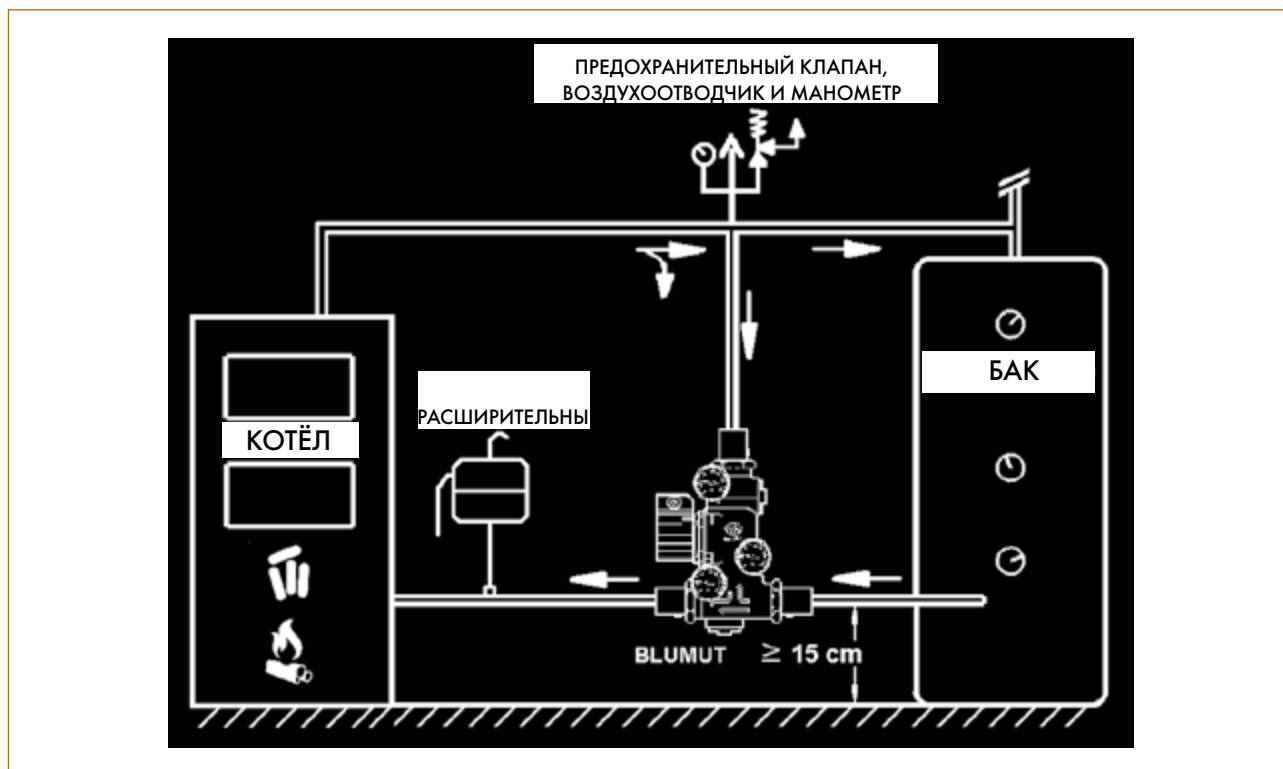 ПРЕДОХРАНИТЕЛЬНЫЙ КЛАПАН,
ВОЗДУХООТВОДЧИК И МАНОМЕТР
БАК
РАСШИРИТЕЛЬНЫ
КОТЁЛ
BLUMUT ≥ 15 cm